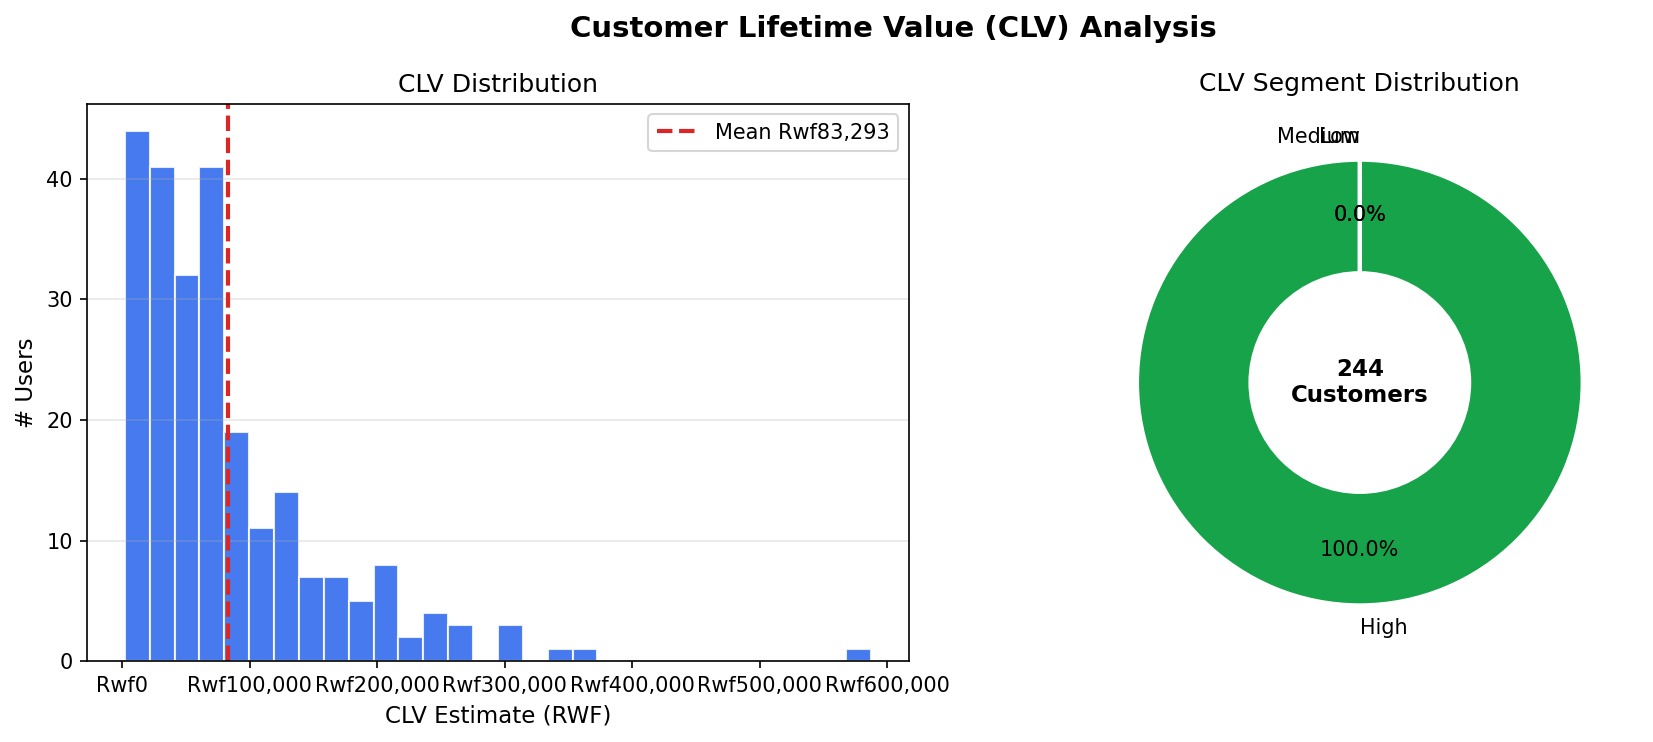 Customer Lifetime Value (CLV) Analysis
CLV Distribution
Mean Rwf83,293
# Users
40
30
20
10
0
Rwf0 Rwf100,000 Rwf200,000 Rwf300,000 Rwf400,000 Rwf500,000 Rwf600,000
CLV Estimate (RWF)
CLV Segment Distribution
Medium Low
0.0%
244
Customers
100.0%
High